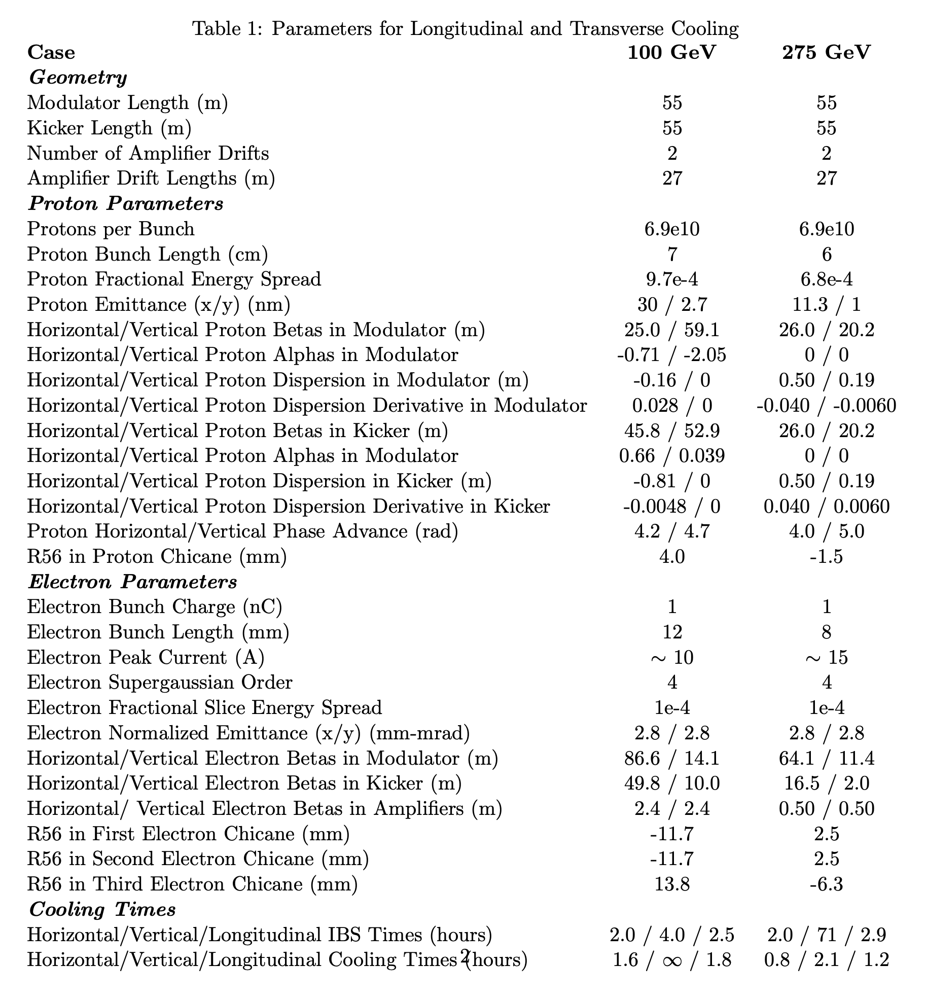 Table 1: Parameters for Longitudinal and Transverse Cooling
Case 100 GeV 275 GeV
Geometry
Modulator Length (m) 55 55
Kicker Length (m) 55 55
Number of Amplifier Drifts 2 2
Amplifier Drift Lengths (m) 27 27
Proton Parameters
Protons per Bunch 6.9e10 6.9e10
Proton Bunch Length (cm) 7 6
Proton Fractional Energy Spread 9.7e-4 6.8e-4
Proton Emittance (x/y) (nm) 30 / 2.7 11.3 / 1
Horizontal/Vertical Proton Betas in Modulator (m) 25.0 / 59.1 26.0 / 20.2
Horizontal/Vertical Proton Alphas in Modulator -0.71 / -2.05 0 / 0
Horizontal/Vertical Proton Dispersion in Modulator (m) -0.16 / 0 0.50 / 0.19
Horizontal/Vertical Proton Dispersion Derivative in Modulator 0.028 / 0 -0.040 / -0.0060
Horizontal/Vertical Proton Betas in Kicker (m) 45.8 / 52.9 26.0 / 20.2
Horizontal/Vertical Proton Alphas in Modulator 0.66 / 0.039 0 / 0
Horizontal/Vertical Proton Dispersion in Kicker (m) -0.81 / 0 0.50 / 0.19
Horizontal/Vertical Proton Dispersion Derivative in Kicker -0.0048 / 0 0.040 / 0.0060
Proton Horizontal/Vertical Phase Advance (rad) 4.2 / 4.7 4.0 / 5.0
R56 in Proton Chicane (mm) 4.0 -1.5
Electron Parameters
Electron Bunch Charge (nC) 1 1
Electron Bunch Length (mm) 12 8
Electron Peak Current (A) ∼ 10 ∼ 15
Electron Supergaussian Order 4 4
Electron Fractional Slice Energy Spread 1e-4 1e-4
Electron Normalized Emittance (x/y) (mm-mrad) 2.8 / 2.8 2.8 / 2.8
Horizontal/Vertical Electron Betas in Modulator (m) 86.6 / 14.1 64.1 / 11.4
Horizontal/Vertical Electron Betas in Kicker (m) 49.8 / 10.0 16.5 / 2.0
Horizontal/ Vertical Electron Betas in Amplifiers (m) 2.4 / 2.4 0.50 / 0.50
R56 in First Electron Chicane (mm) -11.7 2.5
R56 in Second Electron Chicane (mm) -11.7 2.5
R56 in Third Electron Chicane (mm) 13.8 -6.3
Cooling Times
Horizontal/Vertical/Longitudinal IBS Times (hours) 2.0 / 4.0 / 2.5 2.0 / 71 / 2.9
Horizontal/Vertical/Longitudinal Cooling Times (hours) 1.6 / ∞ / 1.8 0.8 / 2.1 / 1.2
2